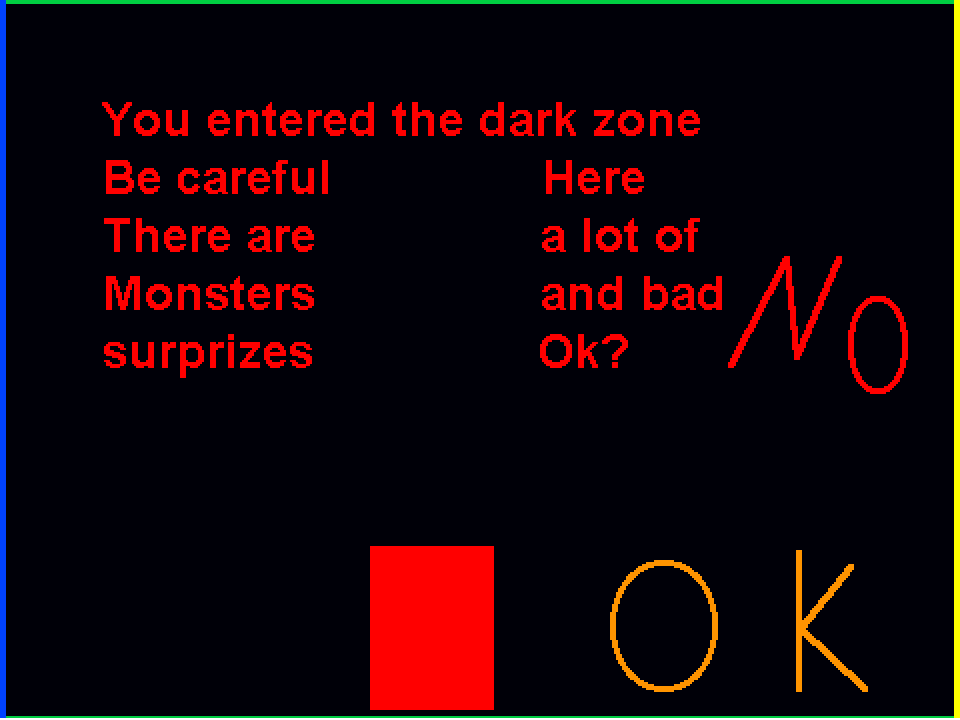 You entered the dark zone
Be careful Here
There are a lot of
Monsters and bad
surprizes Ok?
NO
OK